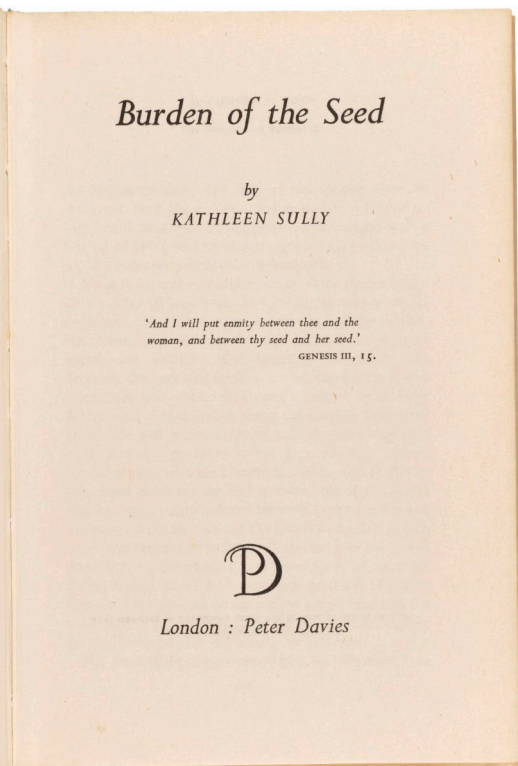 Burden of the Seed
by
KATHLEEN SULLY
'And I will put enmity between thee and the
woman, and between thy seed and her seed.'
GENESIS III, 15.
PD
London : Peter Davies